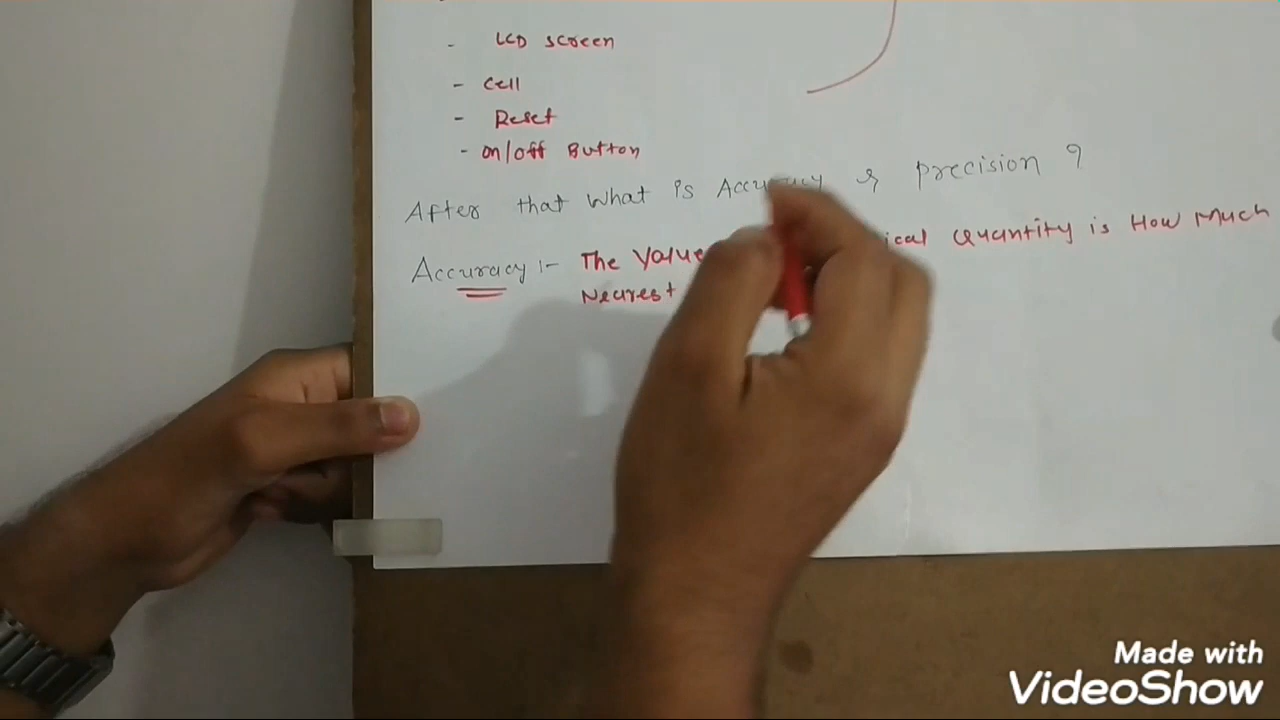 - LCD screen
- Cell
- Reset
- On/Off Button
After that What is Accuracy & Precision ?
Accuracy :- The Value ical Quantity is How Much
Nearest
Made with
VideoShow